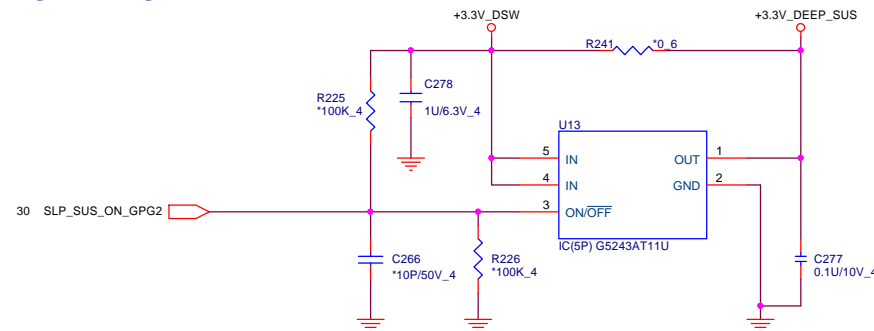 +3.3V_DSW
+3.3V_DEEP_SUS
R241
*0_6
C278
1U/6.3V_4
R225
*100K_4
U13
5
IN
OUT
1
4
IN
GND
2
3
ON/OFF
30 SLP_SUS_ON_GPG2
IC(5P) G5243AT11U
C266
*10P/50V_4
R226
*100K_4
C277
0.1U/10V_4